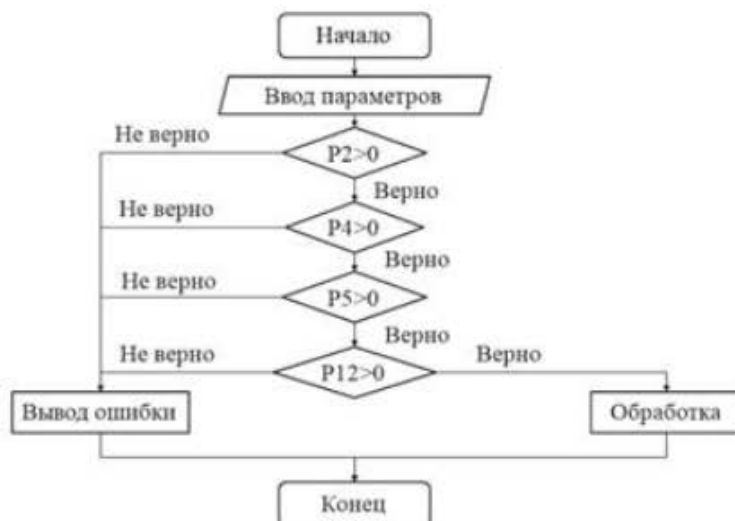 Начало
Ввод параметров
Не верно
P2>0
Верно
Не верно
P4>0
Верно
Не верно
P5>0
Верно
Не верно
P12>0
Верно
Вывод ошибки
Обработка
Конец